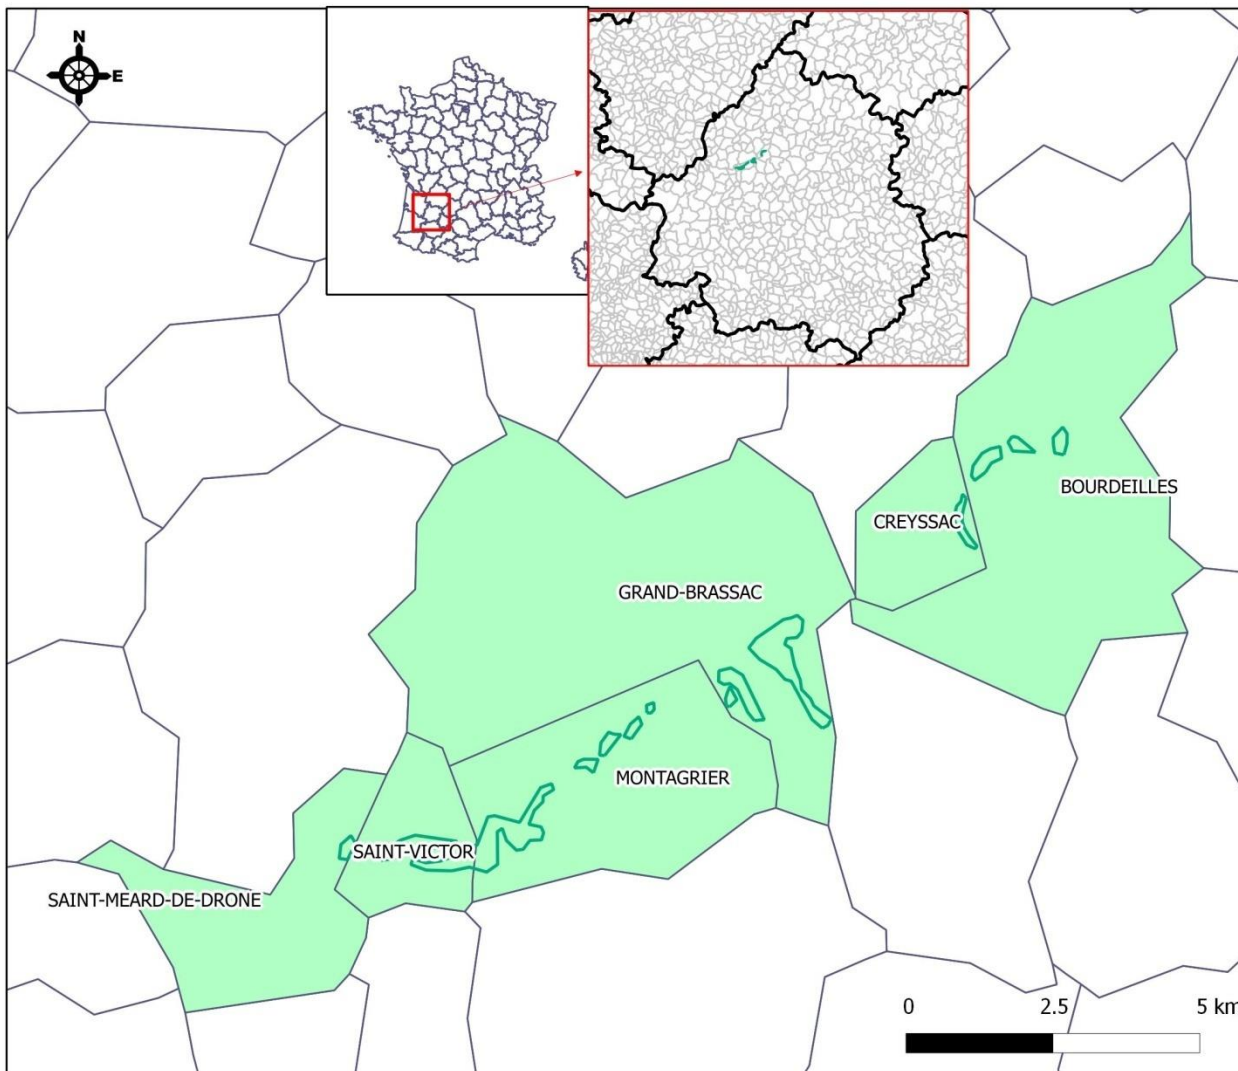 N
E
BOURDEILLES
CREYSSAC
GRAND-BRASSAC
MONTAGRIER
SAINT-VICTOR
SAINT-MEARD-DE-DRONE
0 2.5 5 km